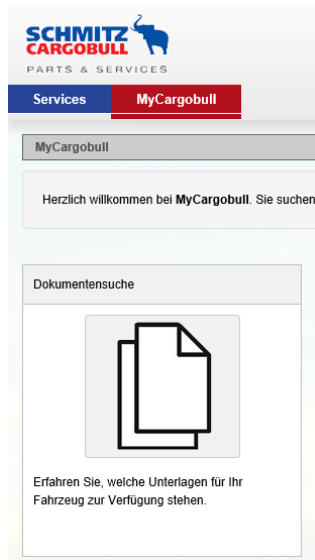 SCHMITZ
CARGOBULL
PARTS & SERVICES
Services MyCargobull
MyCargobull
Herzlich willkommen bei MyCargobull. Sie suchen
Dokumentensuche
Erfahren Sie, welche Unterlagen für Ihr
Fahrzeug zur Verfügung stehen.